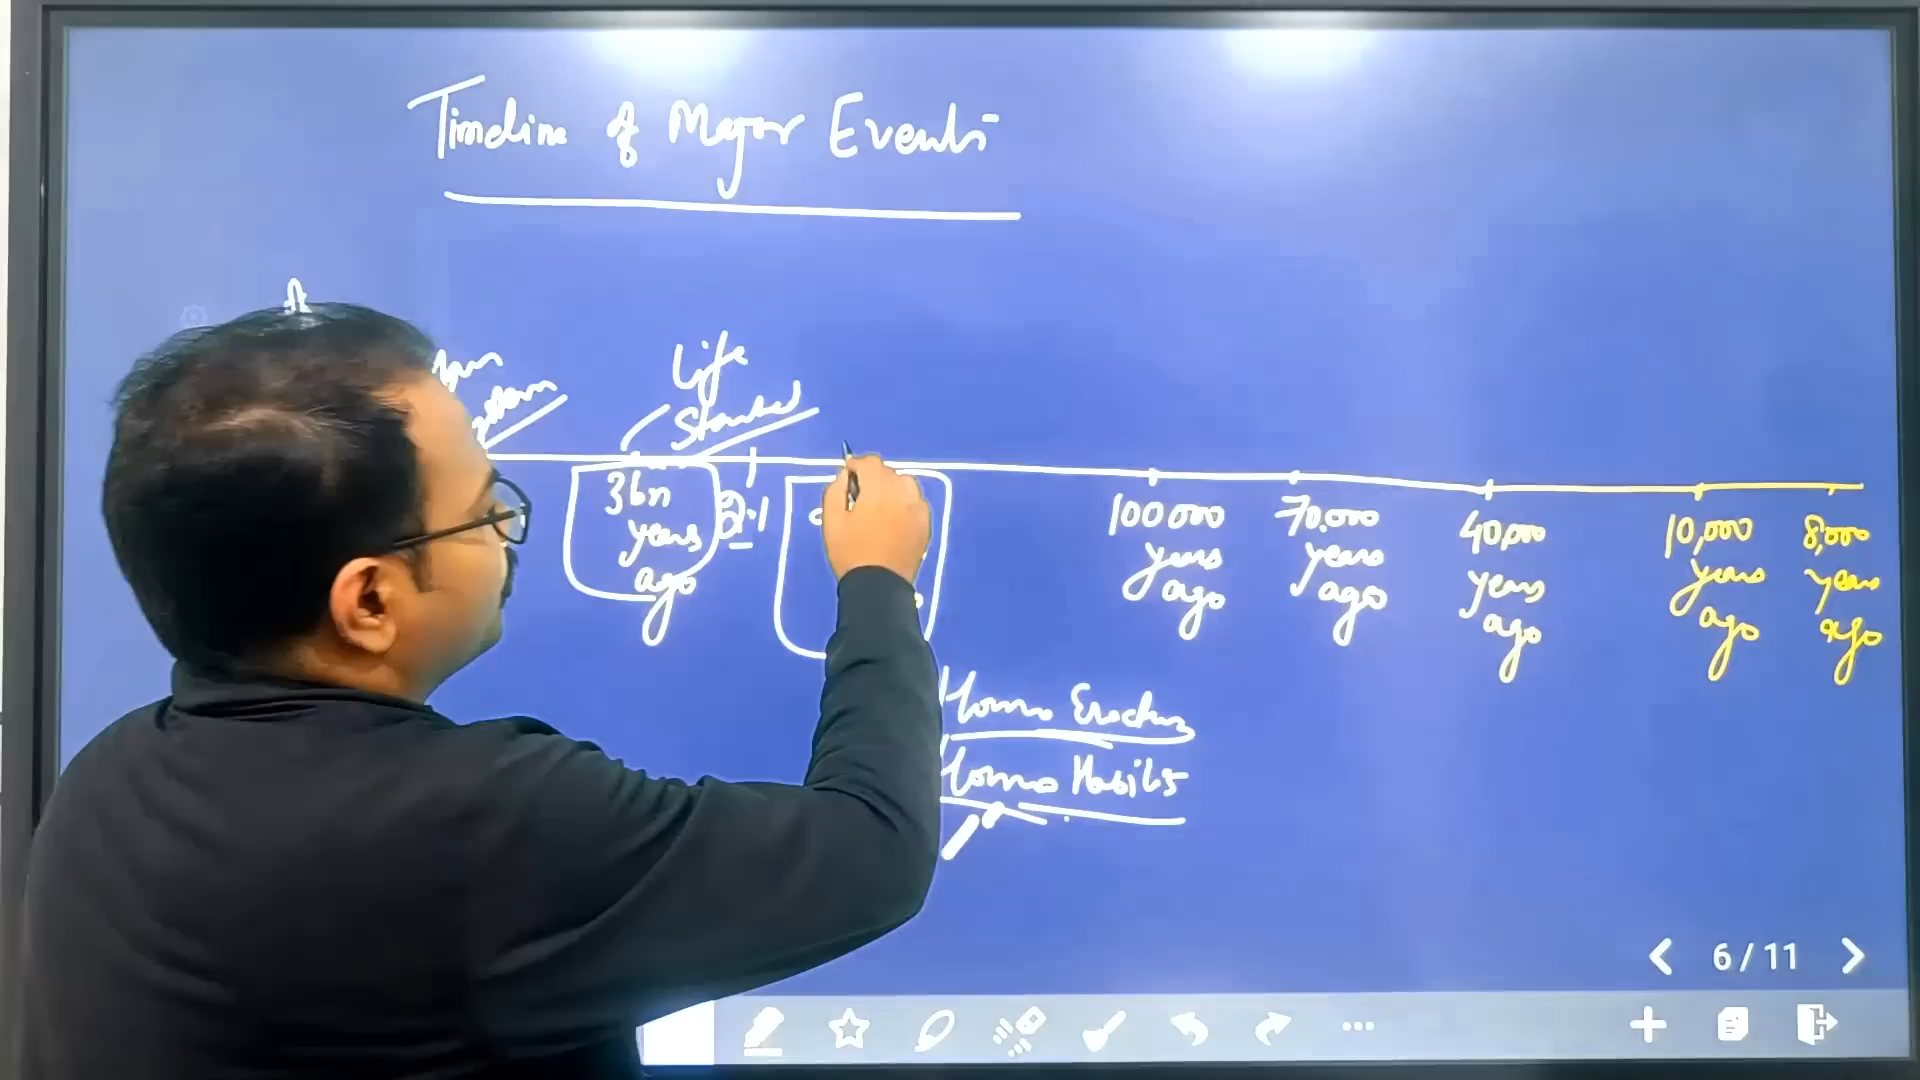 Timeline of Major Events
Life
Started
3bn
years
ago
2.1
100000
years
ago
70,000
years
ago
40,000
years
ago
10,000
years
ago
8,000
years
ago
Homo Erectus
Homo Habilis
6/11